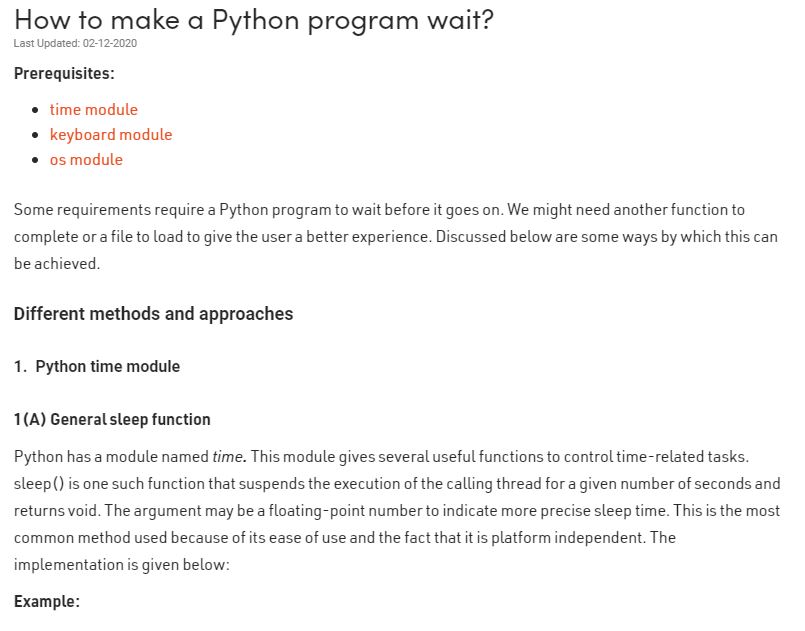 How to make a Python program wait?
Last Updated: 02-12-2020
Prerequisites:
time module
keyboard module
os module
Some requirements require a Python program to wait before it goes on. We might need another function to
complete or a file to load to give the user a better experience. Discussed below are some ways by which this can
be achieved.
Different methods and approaches
1. Python time module
1(A) General sleep function
Python has a module named time. This module gives several useful functions to control time-related tasks.
sleep() is one such function that suspends the execution of the calling thread for a given number of seconds and
returns void. The argument may be a floating-point number to indicate more precise sleep time. This is the most
common method used because of its ease of use and the fact that it is platform independent. The
implementation is given below:
Example: